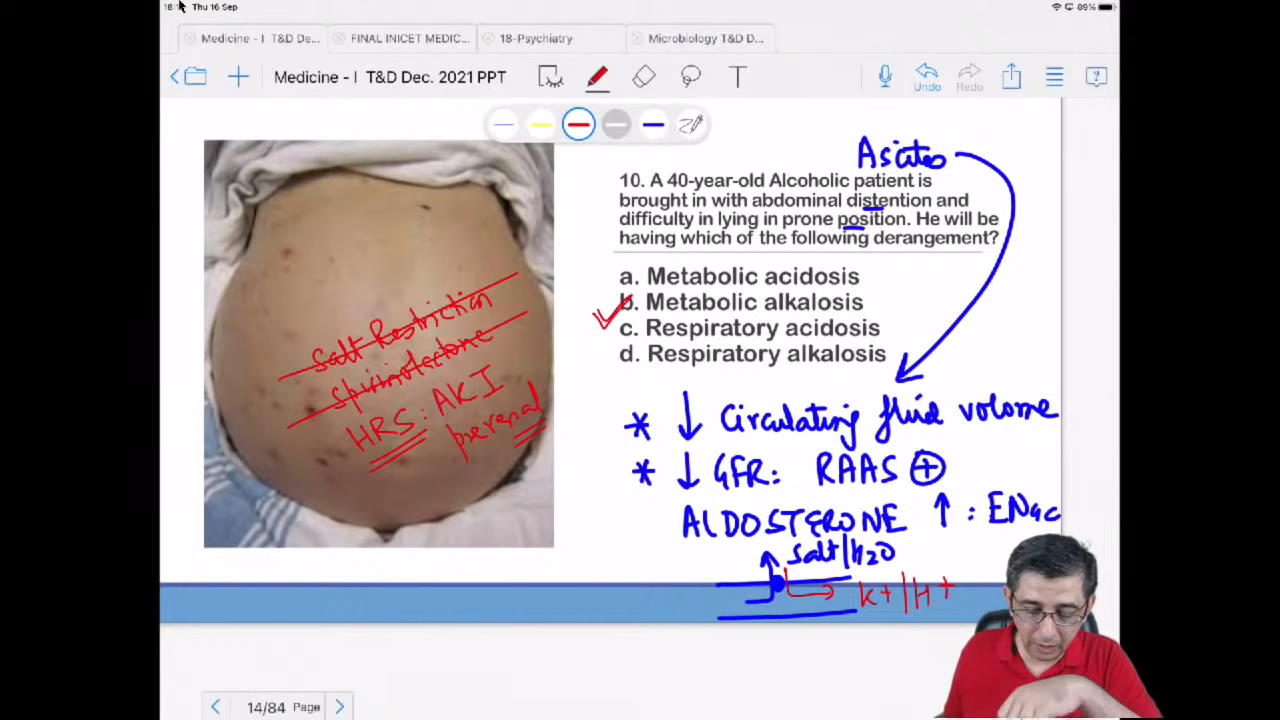 Thu 16 Sep
89%
Medicine - I T&D De...
FINAL INICET MEDIC...
18-Psychiatry
Microbiology T&D D...
Medicine - I T&D Dec. 2021 PPT
T
Undo
Redo
Ascites
10. A 40-year-old Alcoholic patient is
brought in with abdominal distention and
difficulty in lying in prone position. He will be
having which of the following derangement?
a. Metabolic acidosis
b. Metabolic alkalosis
c. Respiratory acidosis
d. Respiratory alkalosis
Salt Restriction
Spirinolactone
HRS: AKI
prerenal
* ↓ Circulating fluid volume
* ↓ GFR: RAAS ⊕
ALDOSTERONE ↑ : ENac
Salt/H2O
K+/H+
14/84 Page